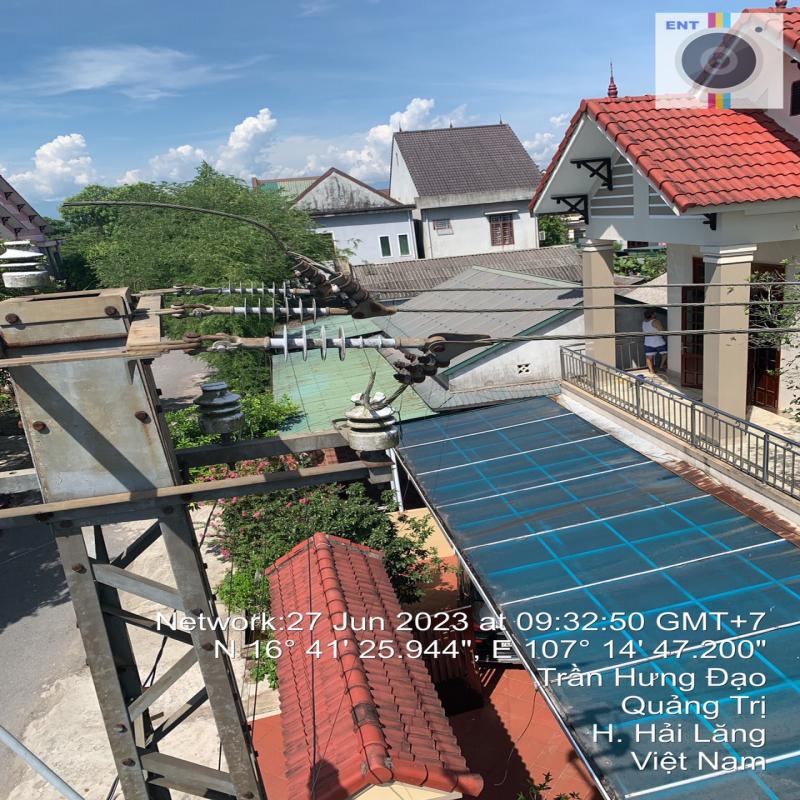 ENT
Network:27 Jun 2023 at 09:32:50 GMT+7
N 16° 41' 25.944", E 107° 14' 47.200"
Trần Hưng Đạo
Quảng Trị
H. Hải Lăng
Việt Nam